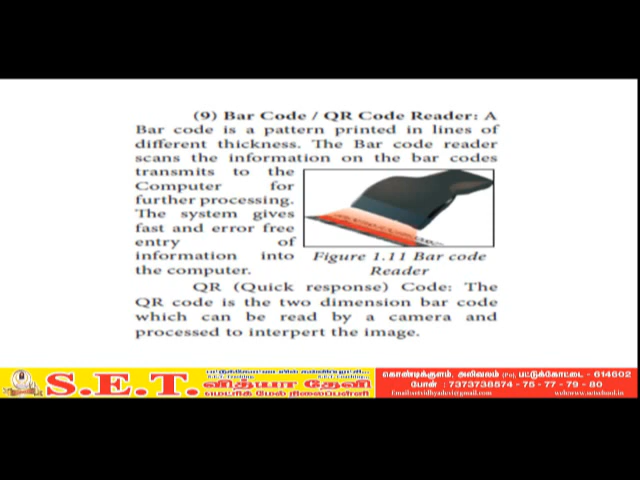 (9) Bar Code / QR Code Reader: A
Bar code is a pattern printed in lines of
different thickness. The Bar code reader
scans the information on the bar codes
transmits to the
Computer for
further processing.
The system gives
fast and error free
entry of
information into
the computer.
Figure 1.11 Bar code
Reader
QR (Quick response) Code: The
QR code is the two dimension bar code
which can be read by a camera and
processed to interpert the image.
S.E.T.
வித்யா தேவி
மெட்ரிக் மேல் நிலைப்பள்ளி
கொண்டிக்குளம், அலிவலம் (Po), பட்டுக்கோட்டை - 614602
போன் : 7373738874 - 75 - 77 - 79 - 80